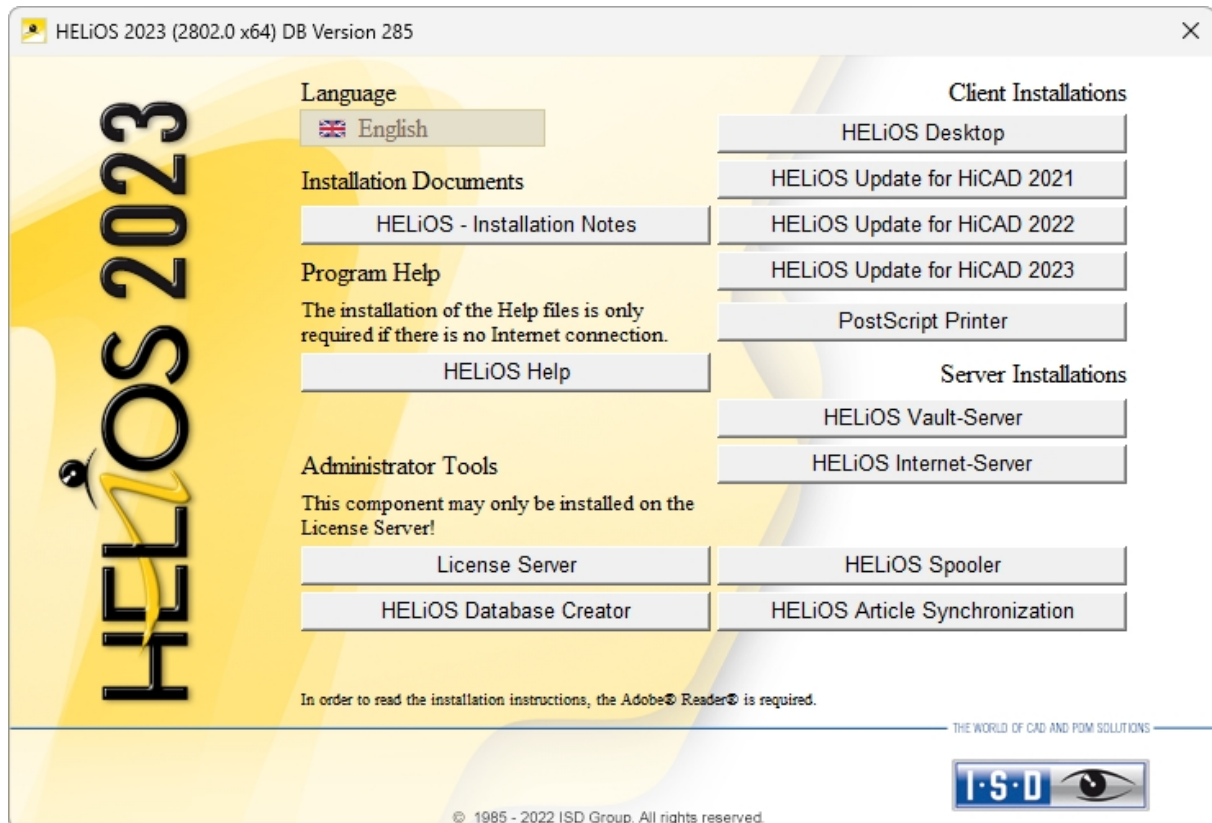 HELiOS 2023 (2802.0 x64) DB Version 285
HELiOS 2023
Language
English
Installation Documents
HELiOS - Installation Notes
Program Help
The installation of the Help files is only
required if there is no Internet connection.
HELiOS Help
Administrator Tools
This component may only be installed on the
License Server!
License Server
HELiOS Database Creator
Client Installations
HELiOS Desktop
HELiOS Update for HiCAD 2021
HELiOS Update for HiCAD 2022
HELiOS Update for HiCAD 2023
PostScript Printer
Server Installations
HELiOS Vault-Server
HELiOS Internet-Server
HELiOS Spooler
HELiOS Article Synchronization
In order to read the installation instructions, the Adobe® Reader® is required.
THE WORLD OF CAD AND PDM SOLUTIONS
I·S·D
© 1985 - 2022 ISD Group. All rights reserved.